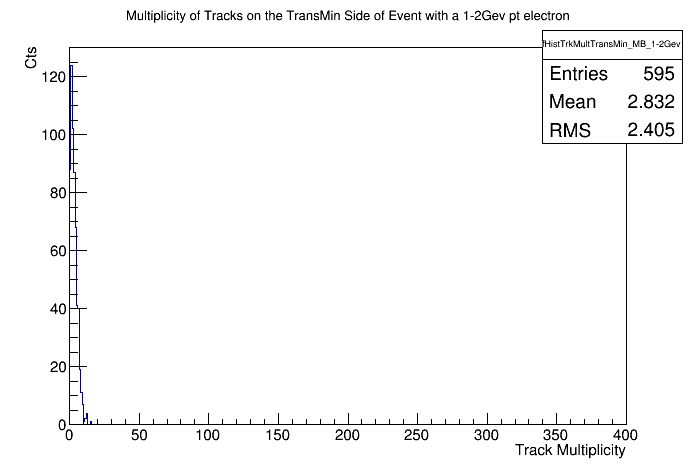 Multiplicity of Tracks on the TransMin Side of Event with a 1-2Gev pt electron
Cts
fHistTrkMultTransMin_MB_1-2Gev
Entries 595
Mean 2.832
RMS 2.405
120
100
80
60
40
20
0
0 50 100 150 200 250 300 350 400
Track Multiplicity